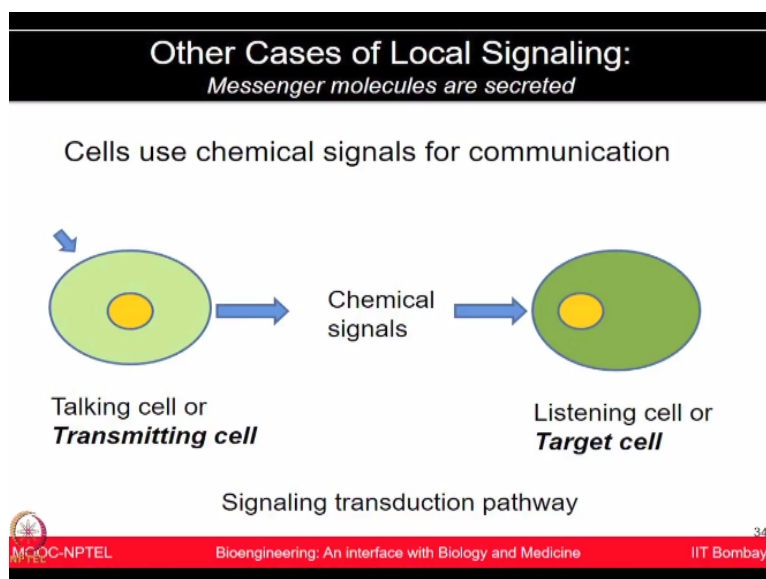 Other Cases of Local Signaling:
Messenger molecules are secreted
Cells use chemical signals for communication
Chemical
signals
Talking cell or
Transmitting cell
Listening cell or
Target cell
Signaling transduction pathway
34
MOOC-NPTEL
NPTEL
Bioengineering: An interface with Biology and Medicine
IIT Bombay